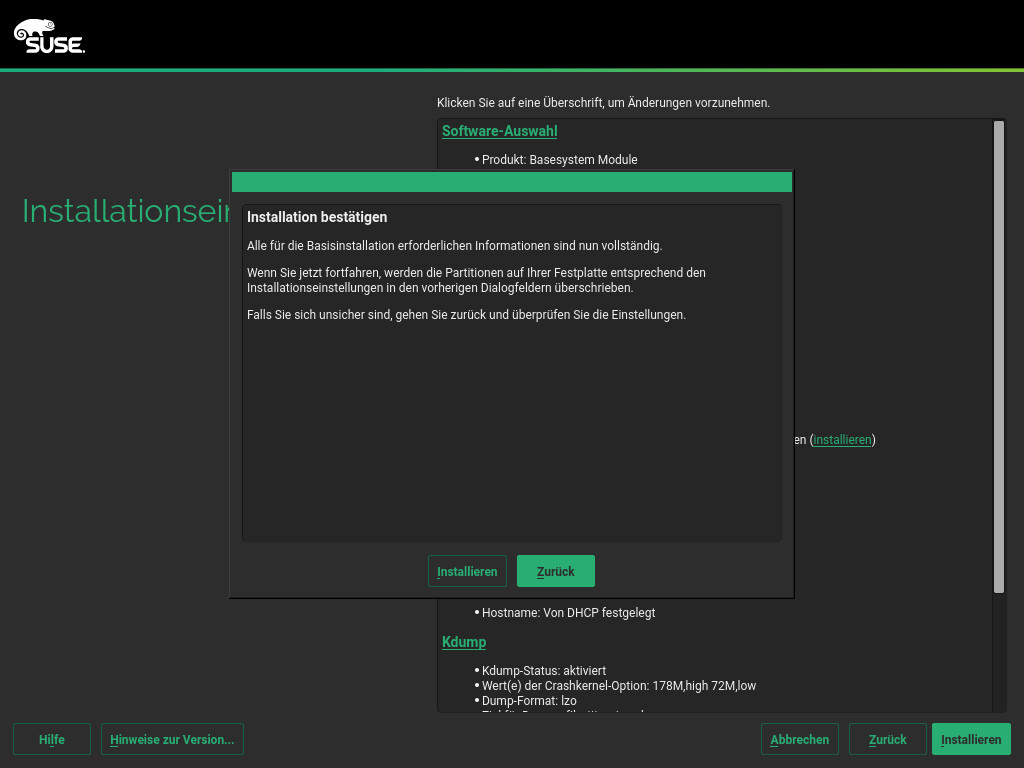 SUSE.
Klicken Sie auf eine Überschrift, um Änderungen vorzunehmen.
Software-Auswahl
• Produkt: Basesystem Module
Installation bestätigen
Alle für die Basisinstallation erforderlichen Informationen sind nun vollständig.
Wenn Sie jetzt fortfahren, werden die Partitionen auf Ihrer Festplatte entsprechend den
Installationseinstellungen in den vorherigen Dialogfeldern überschrieben.
Falls Sie sich unsicher sind, gehen Sie zurück und überprüfen Sie die Einstellungen.
(installieren)
Installieren
Zurück
• Hostname: Von DHCP festgelegt
Kdump
• Kdump-Status: aktiviert
• Wert(e) der Crashkernel-Option: 178M,high 72M,low
• Dump-Format: lzo
Hilfe
Hinweise zur Version...
Abbrechen
Zurück
Installieren